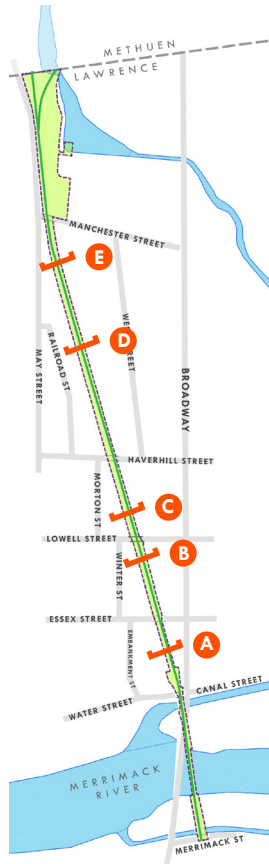 METHUEN
LAWRENCE
MANCHESTER STREET
E
D
RAILROAD ST
MAY STREET
BROADWAY
HAVERHILL STREET
MORTON ST
C
LOWELL STREET
B
WINTER ST
ESSEX STREET
A
EMBANKMENT ST
CANAL STREET
WATER STREET
MERRIMACK
RIVER
MERRIMACK ST